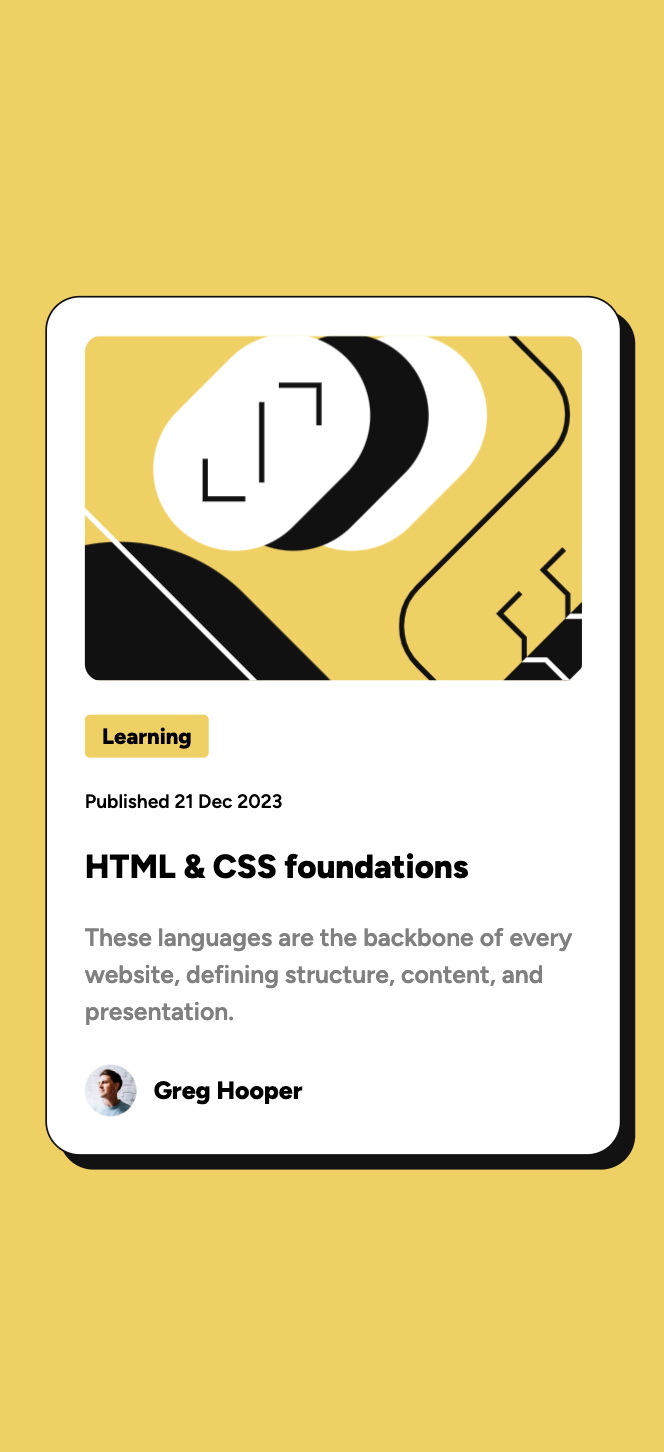 Learning
Published 21 Dec 2023
HTML & CSS foundations
These languages are the backbone of every
website, defining structure, content, and
presentation.
Greg Hooper